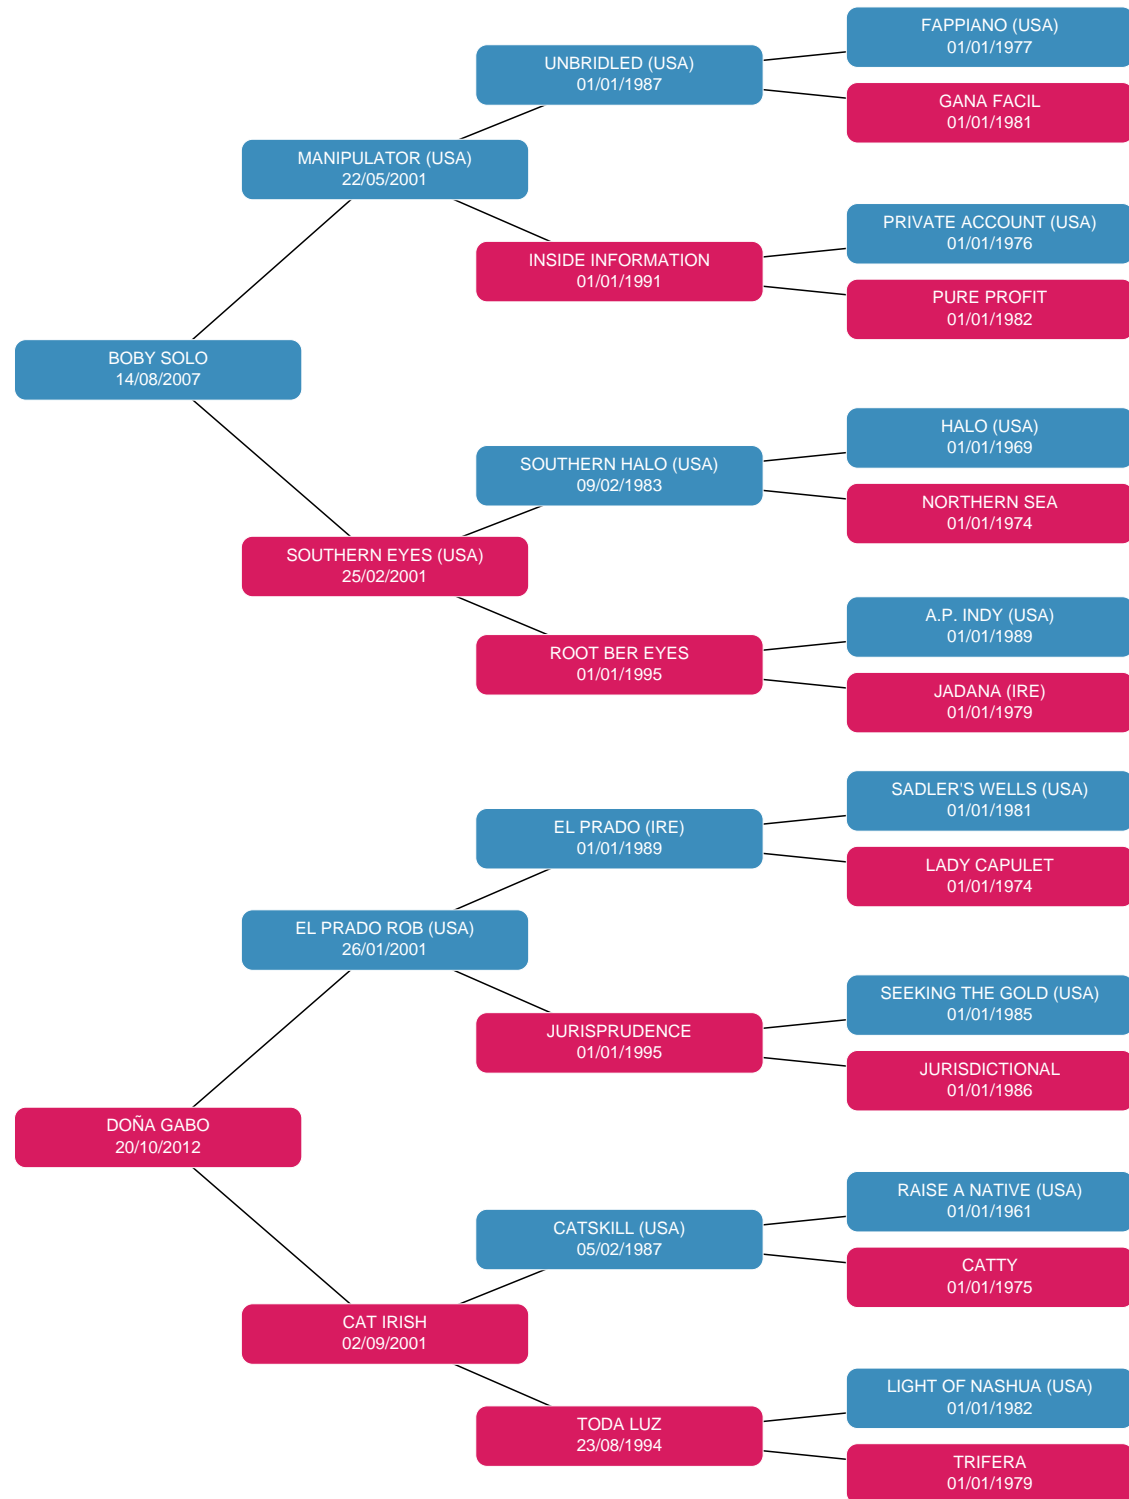 FAPPIANO (USA)
01/01/1977
UNBRIDLED (USA)
01/01/1987
GANA FACIL
01/01/1981
MANIPULATOR (USA)
22/05/2001
PRIVATE ACCOUNT (USA)
01/01/1976
INSIDE INFORMATION
01/01/1991
PURE PROFIT
01/01/1982
BOBY SOLO
14/08/2007
HALO (USA)
01/01/1969
SOUTHERN HALO (USA)
09/02/1983
NORTHERN SEA
01/01/1974
SOUTHERN EYES (USA)
25/02/2001
A.P. INDY (USA)
01/01/1989
ROOT BER EYES
01/01/1995
JADANA (IRE)
01/01/1979
SADLER'S WELLS (USA)
01/01/1981
EL PRADO (IRE)
01/01/1989
LADY CAPULET
01/01/1974
EL PRADO ROB (USA)
26/01/2001
SEEKING THE GOLD (USA)
01/01/1985
JURISPRUDENCE
01/01/1995
JURISDICTIONAL
01/01/1986
DOÑA GABO
20/10/2012
RAISE A NATIVE (USA)
01/01/1961
CATSKILL (USA)
05/02/1987
CATTY
01/01/1975
CAT IRISH
02/09/2001
LIGHT OF NASHUA (USA)
01/01/1982
TODA LUZ
23/08/1994
TRIFERA
01/01/1979